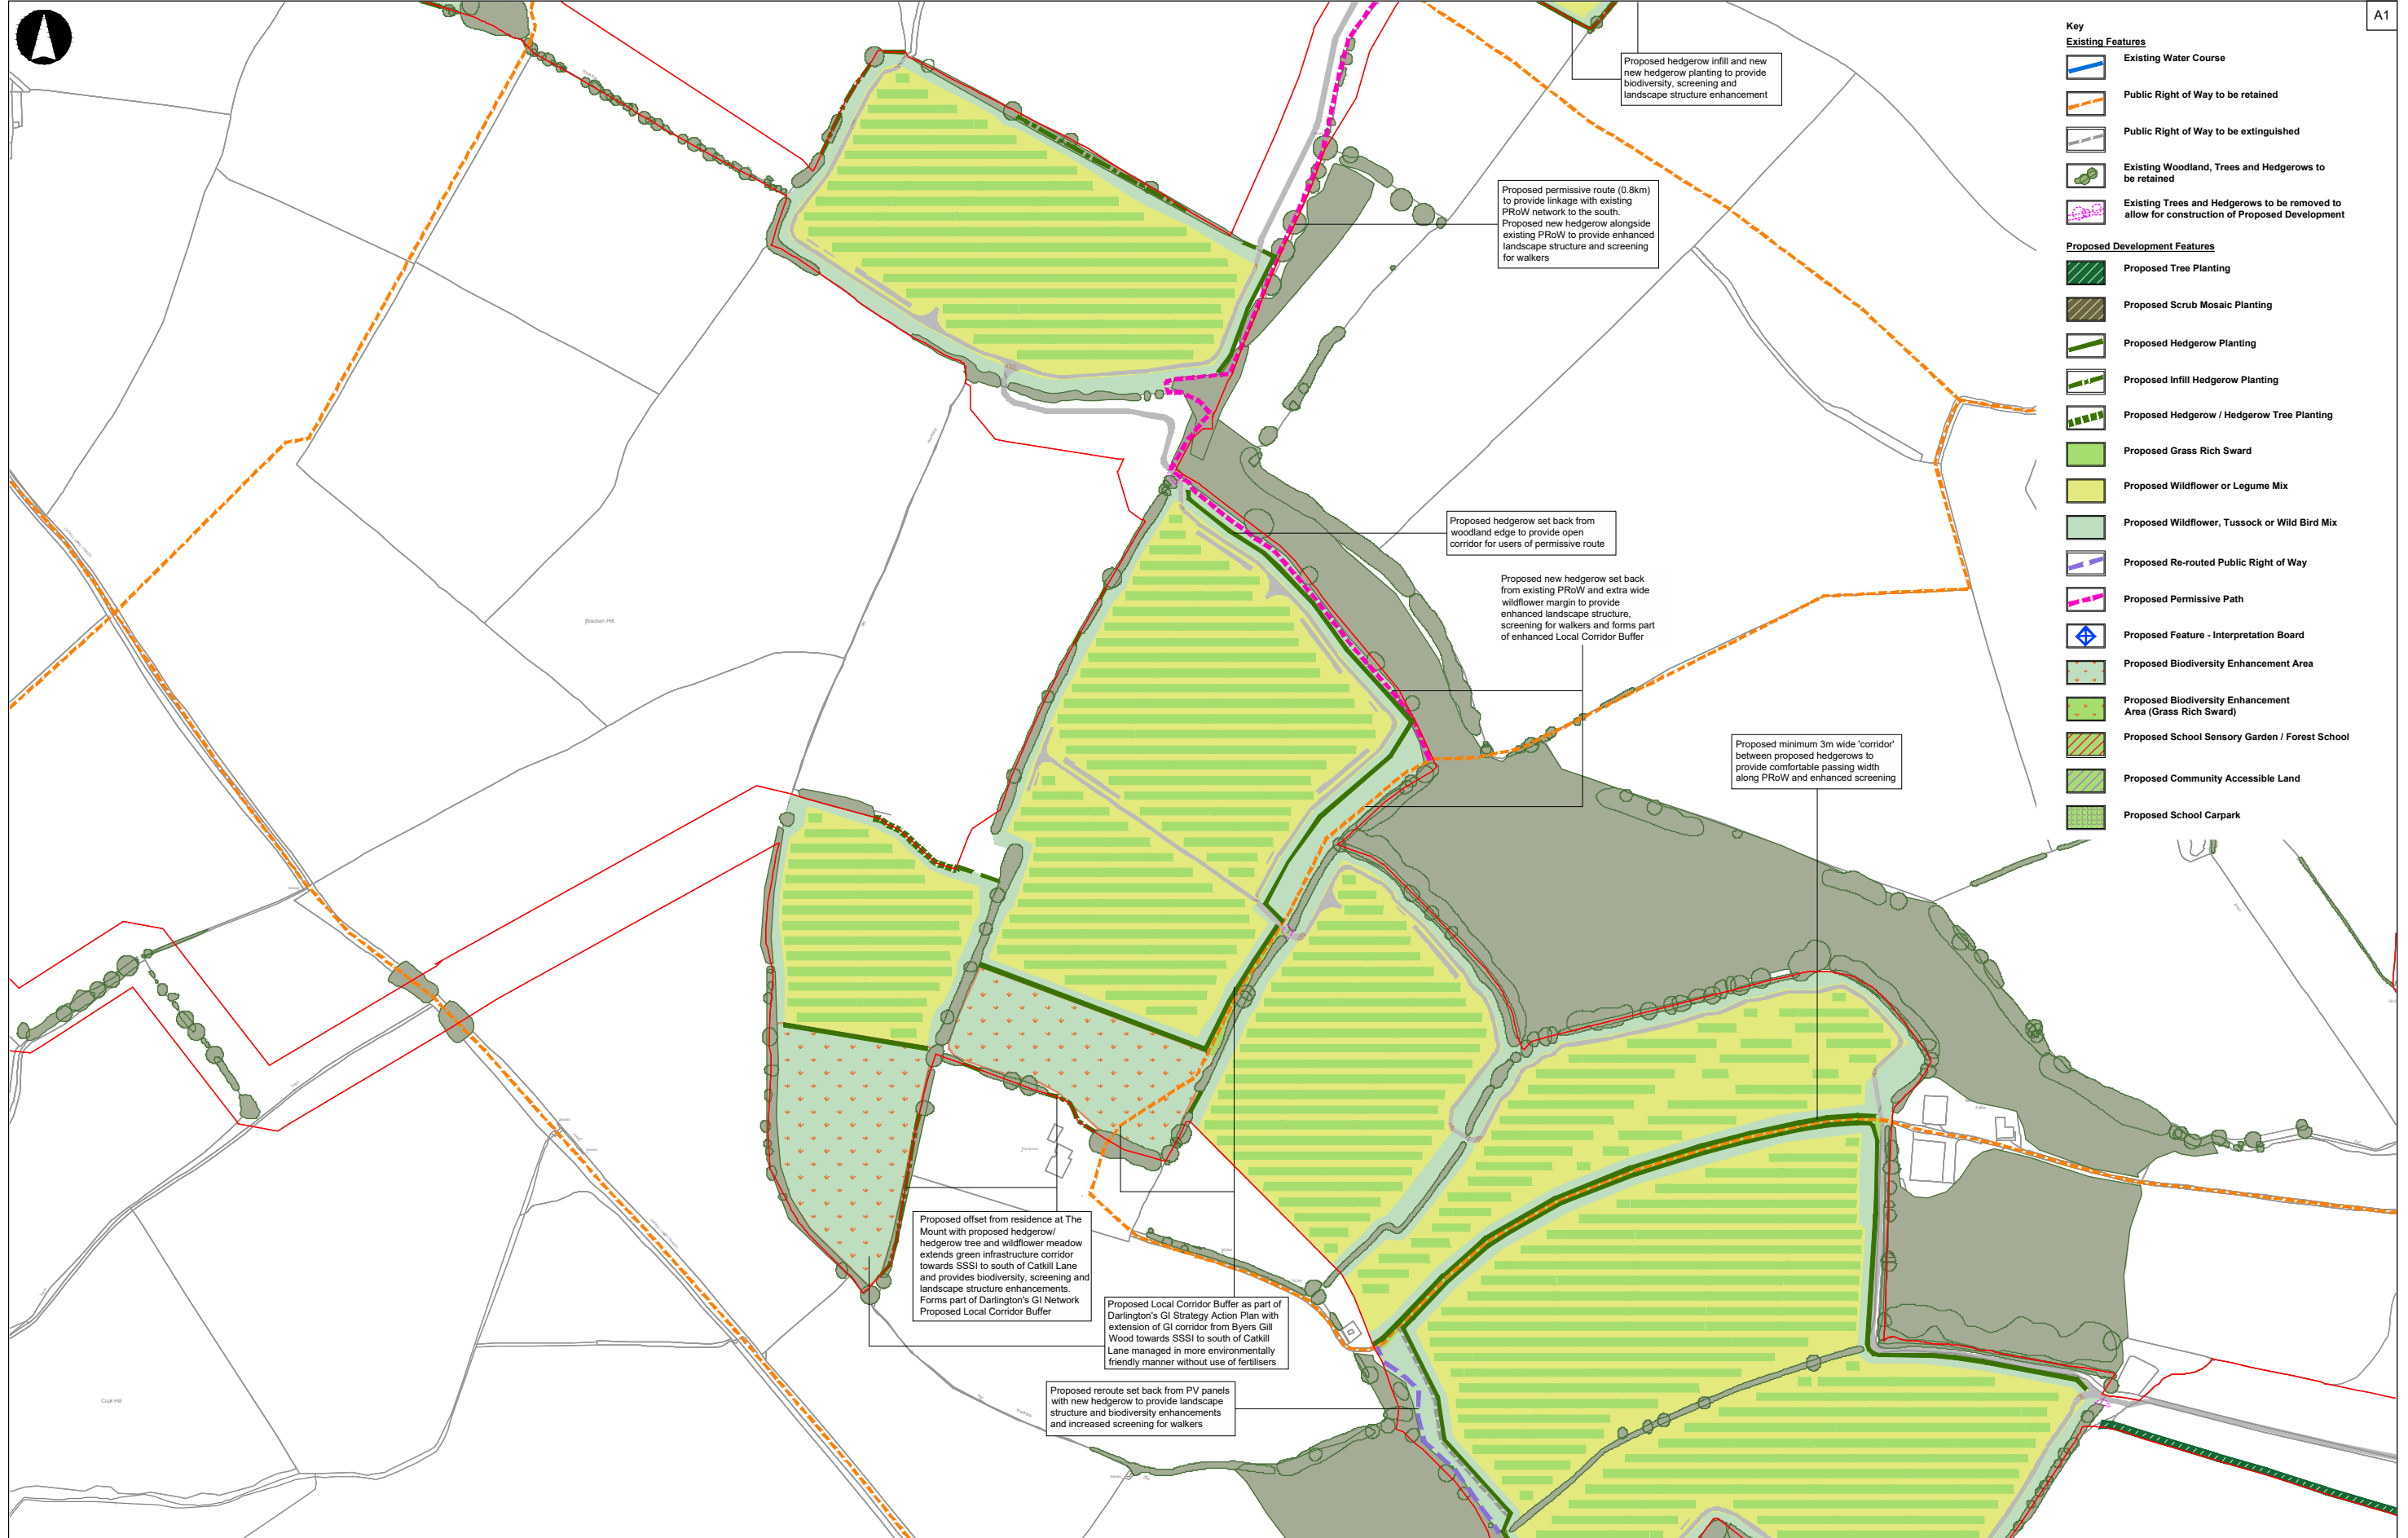 A1
Key
Existing Features
Existing Water Course
Public Right of Way to be retained
Public Right of Way to be extinguished
Existing Woodland, Trees and Hedgerows to
be retained
Existing Trees and Hedgerows to be removed to
allow for construction of Proposed Development
Proposed Development Features
Proposed Tree Planting
Proposed Scrub Mosaic Planting
Proposed Hedgerow Planting
Proposed Infill Hedgerow Planting
Proposed Hedgerow / Hedgerow Tree Planting
Proposed Grass Rich Sward
Proposed Wildflower or Legume Mix
Proposed Wildflower, Tussock or Wild Bird Mix
Proposed Re-routed Public Right of Way
Proposed Permissive Path
Proposed Feature - Interpretation Board
Proposed Biodiversity Enhancement Area
Proposed Biodiversity Enhancement
Area (Grass Rich Sward)
Proposed School Sensory Garden / Forest School
Proposed Community Accessible Land
Proposed School Carpark
Proposed hedgerow infill and new
new hedgerow planting to provide
biodiversity, screening and
landscape structure enhancement
Proposed permissive route (0.8km)
to provide linkage with existing
PRoW network to the south.
Proposed new hedgerow alongside
existing PRoW to provide enhanced
landscape structure and screening
for walkers
Proposed hedgerow set back from
woodland edge to provide open
corridor for users of permissive route
Proposed new hedgerow set back
from existing PRoW and extra wide
wildflower margin to provide
enhanced landscape structure,
screening for walkers and forms part
of enhanced Local Corridor Buffer
Bracken Hill
Proposed minimum 3m wide 'corridor'
between proposed hedgerows to
provide comfortable passing width
along PRoW and enhanced screening
Proposed offset from residence at The
Mount with proposed hedgerow/
hedgerow tree and wildflower meadow
extends green infrastructure corridor
towards SSSI to south of Catkill Lane
and provides biodiversity, screening and
landscape structure enhancements.
Forms part of Darlington's GI Network
Proposed Local Corridor Buffer
Proposed Local Corridor Buffer as part of
Darlington's GI Strategy Action Plan with
extension of GI corridor from Byers Gill
Wood towards SSSI to south of Catkill
Lane managed in more environmentally
friendly manner without use of fertilisers
Proposed reroute set back from PV panels
with new hedgerow to provide landscape
structure and biodiversity enhancements
and increased screening for walkers
Coat Hill